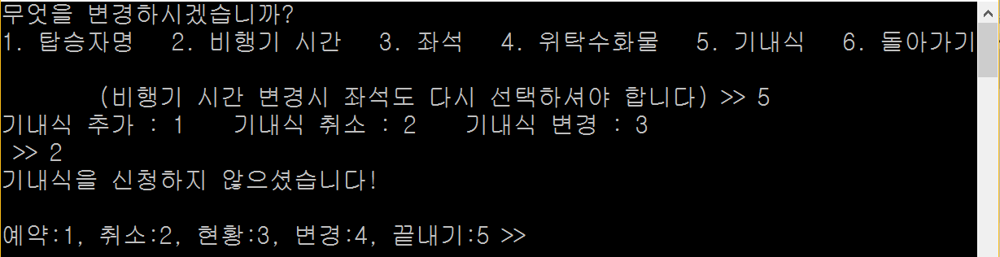 무엇을 변경하시겠습니까?
1. 탑승자명 2. 비행기 시간 3. 좌석 4. 위탁수화물 5. 기내식 6. 돌아가기
(비행기 시간 변경시 좌석도 다시 선택하셔야 합니다) >> 5
기내식 추가 : 1 기내식 취소 : 2 기내식 변경 : 3
>> 2
기내식을 신청하지 않으셨습니다!
예약:1, 취소:2, 현황:3, 변경:4, 끝내기:5 >>